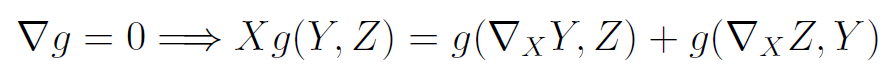 ∇g = 0 ⟹ Xg(Y, Z) = g(∇_X Y, Z) + g(∇_X Z, Y)